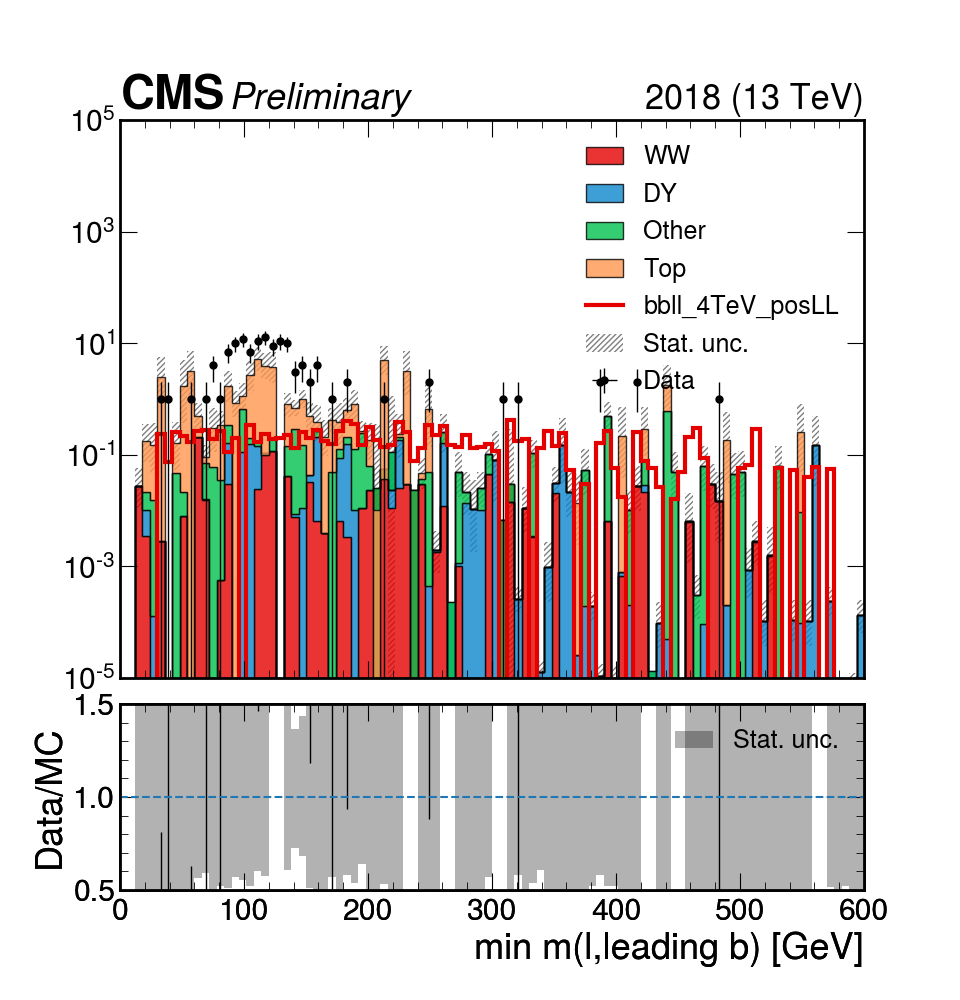 CMS Preliminary 2018 (13 TeV)
10^5
10^3
10^1
10^-1
10^-3
10^-5
WW
DY
Other
Top
bbll_4TeV_posLL
Stat. unc.
Data
1.5
1.0
0.5
Data/MC
Stat. unc.
0 100 200 300 400 500 600
min m(l,leading b) [GeV]